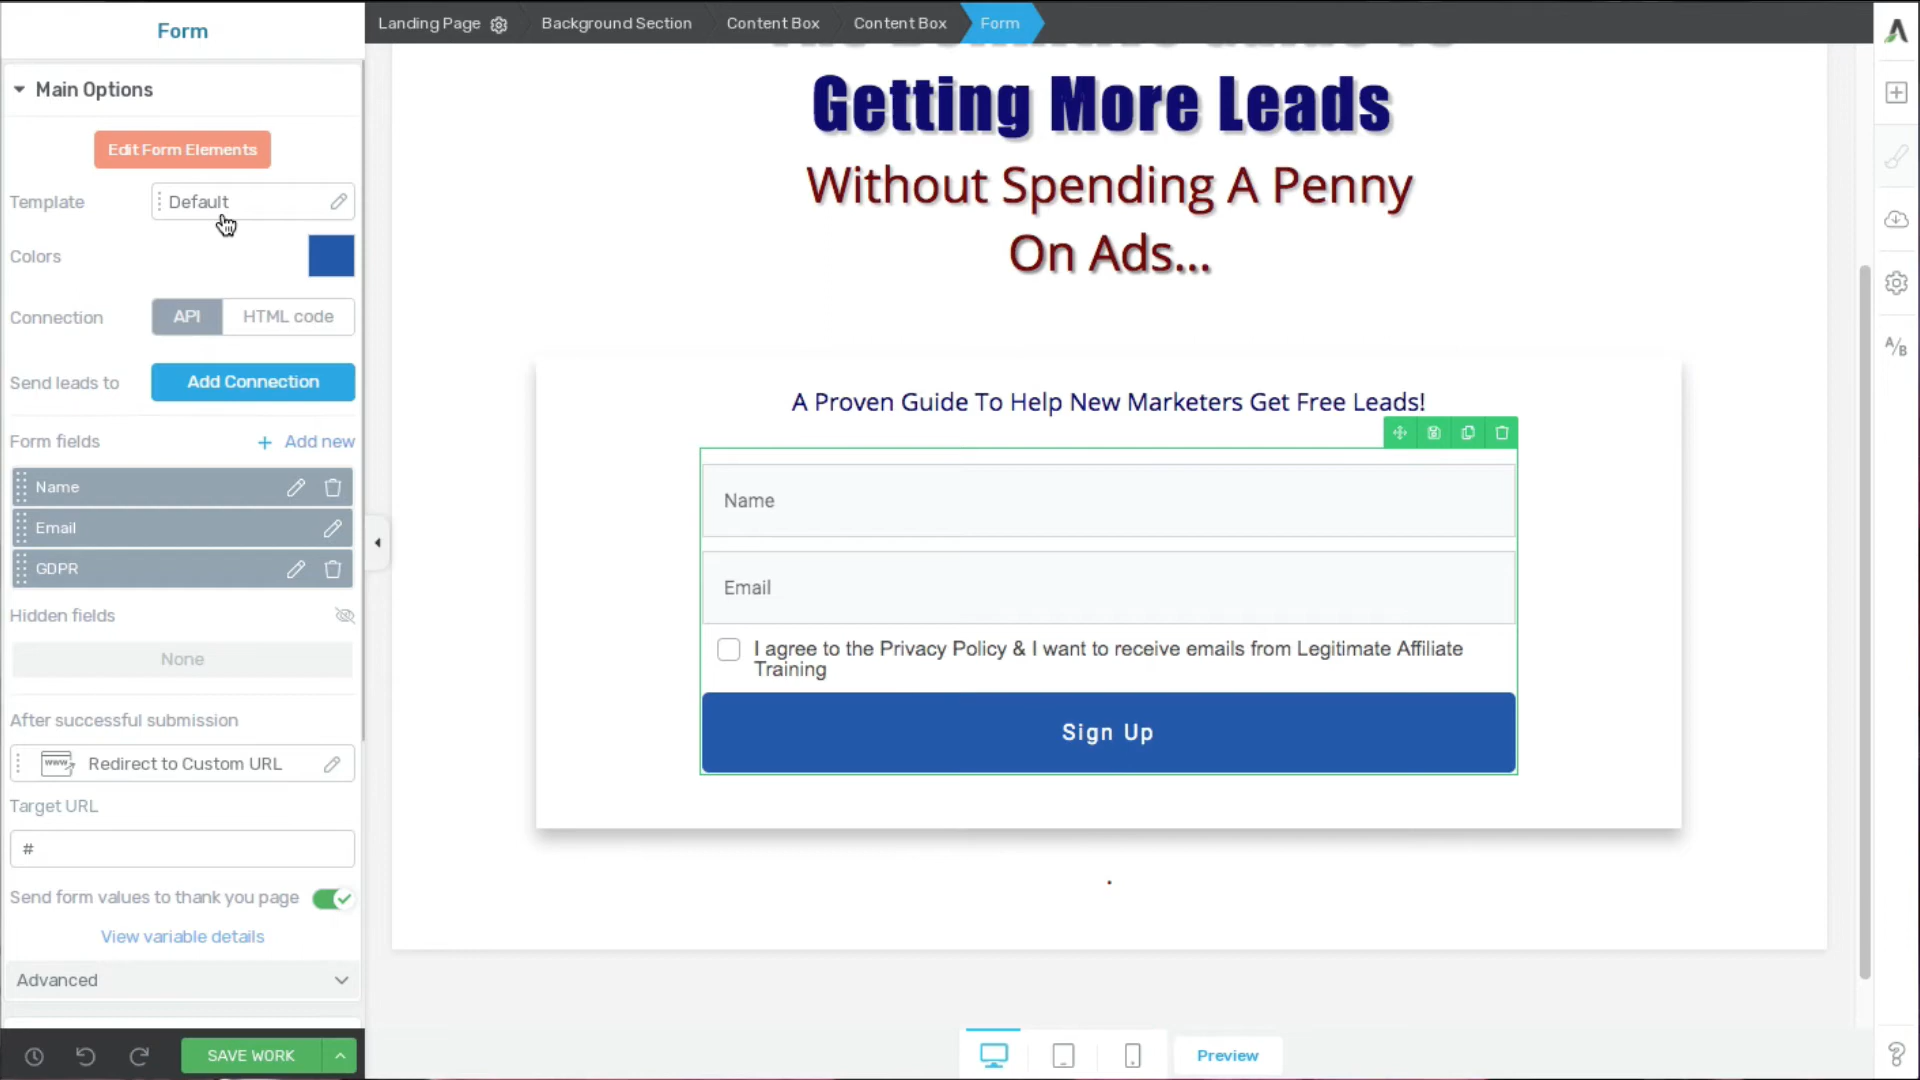 Form
Landing Page
Background Section
Content Box
Content Box
Form
Main Options
Edit Form Elements
Template
Default
Colors
Connection
API
HTML code
Send leads to
Add Connection
Form fields
+ Add new
Name
Email
GDPR
Hidden fields
None
After successful submission
www
Redirect to Custom URL
Target URL
#
Send form values to thank you page
View variable details
Advanced
SAVE WORK
Getting More Leads
Without Spending A Penny
On Ads...
A Proven Guide To Help New Marketers Get Free Leads!
Name
Email
I agree to the Privacy Policy & I want to receive emails from Legitimate Affiliate
Training
Sign Up
.
Preview
A/B
?